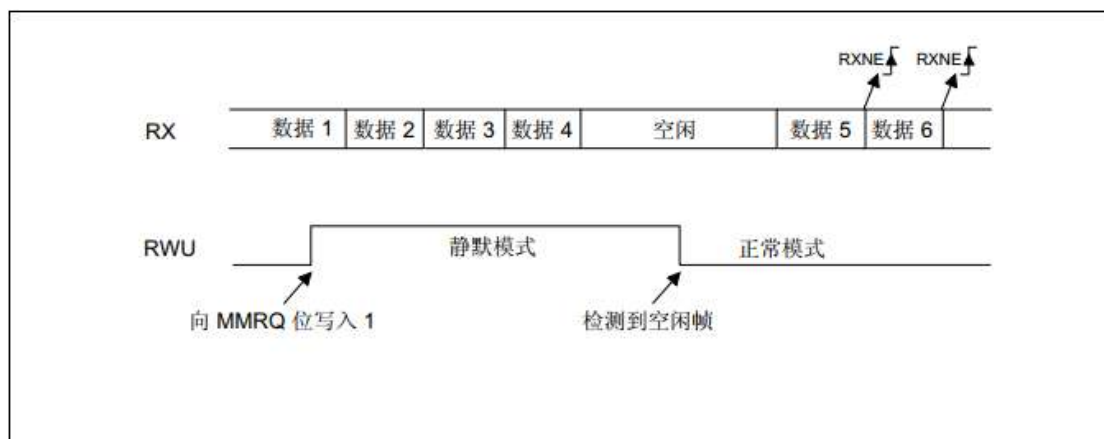 RXNE RXNE
RX 数据 1 数据 2 数据 3 数据 4 空闲 数据 5 数据 6
RWU 静默模式 正常模式
向 MMRQ 位写入 1 检测到空闲帧